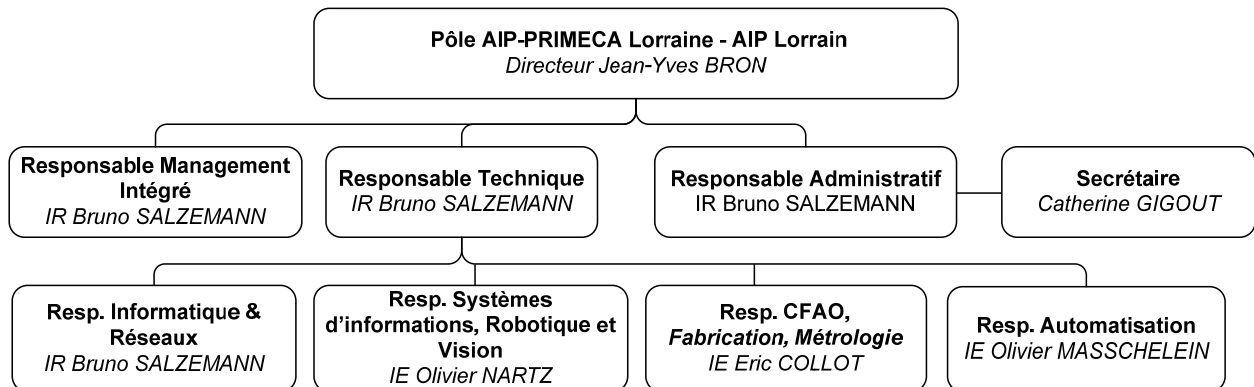 Pôle AIP-PRIMECA Lorraine - AIP Lorrain
Directeur Jean-Yves BRON
Responsable Management
Intégré
IR Bruno SALZEMANN
Responsable Technique
IR Bruno SALZEMANN
Responsable Administratif
IR Bruno SALZEMANN
Secrétaire
Catherine GIGOUT
Resp. Informatique &
Réseaux
IR Bruno SALZEMANN
Resp. Systèmes
d’informations, Robotique et
Vision
IE Olivier NARTZ
Resp. CFAO,
Fabrication, Métrologie
IE Eric COLLOT
Resp. Automatisation
IE Olivier MASSCHELEIN